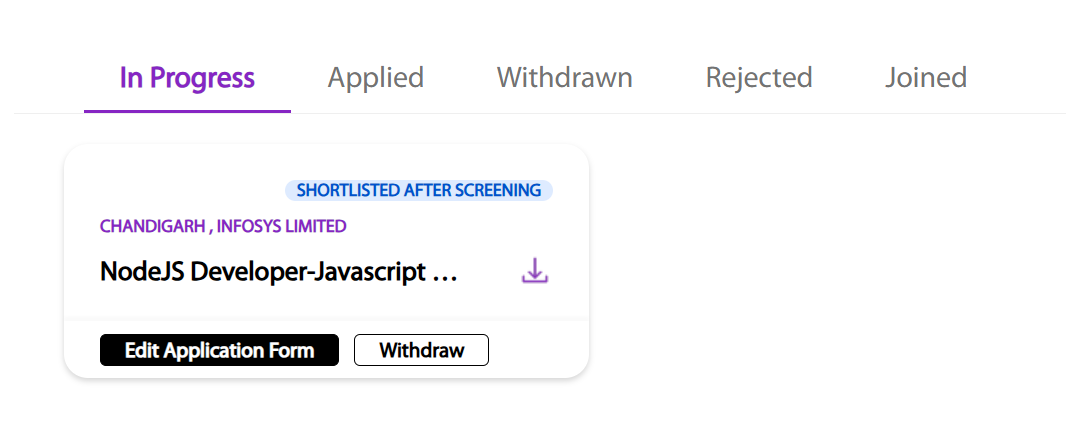 In Progress Applied Withdrawn Rejected Joined
SHORTLISTED AFTER SCREENING
CHANDIGARH , INFOSYS LIMITED
NodeJS Developer-Javascript ...
Edit Application Form Withdraw